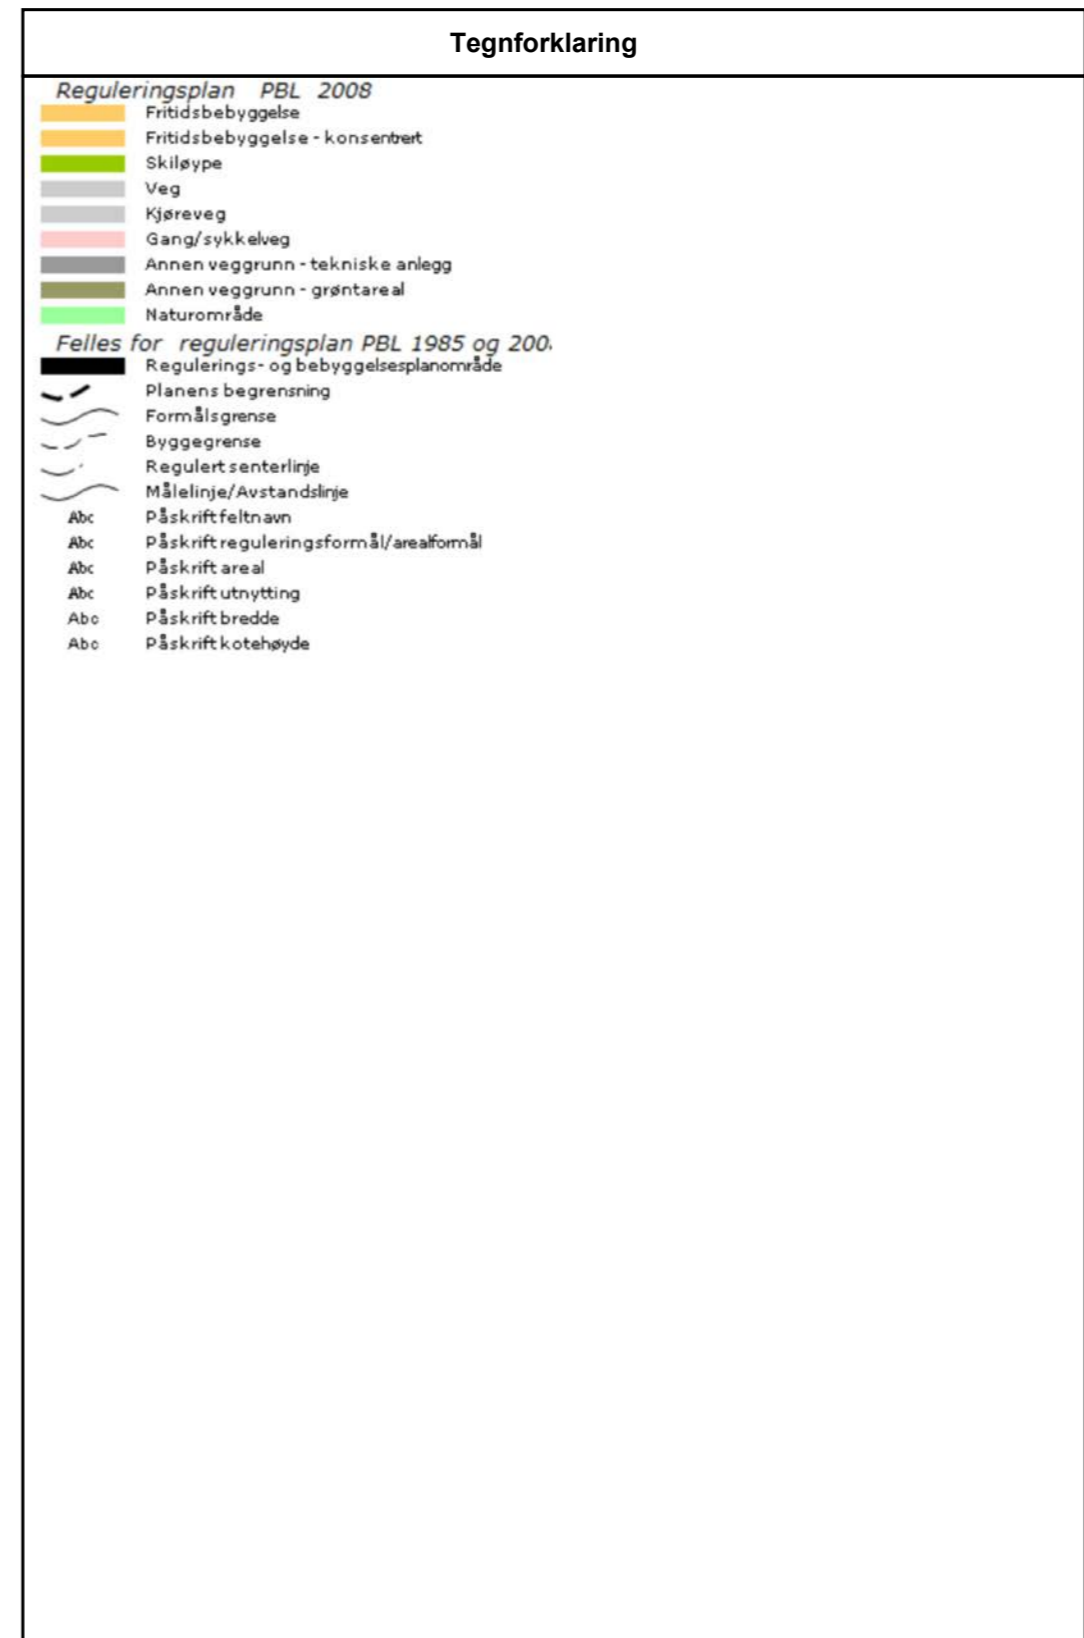 Tegnforklaring
Reguleringsplan PBL 2008
Fritidsbebyggelse
Fritidsbebyggelse - konsentrert
Skiløype
Veg
Kjøreveg
Gang/sykkelveg
Annen veggrunn - tekniske anlegg
Annen veggrunn - grøntareal
Naturområde
Felles for reguleringsplan PBL 1985 og 200
Regulerings- og bebyggelsesplanområde
Planens begrensning
Formålsgrense
Byggegrense
Regulert senterlinje
Målelinje/Avstandslinje
Abc Påskrift feltnavn
Abc Påskrift reguleringsformål/arealformål
Abc Påskrift areal
Abc Påskrift utnytting
Abc Påskrift bredde
Abc Påskrift kotehøyde